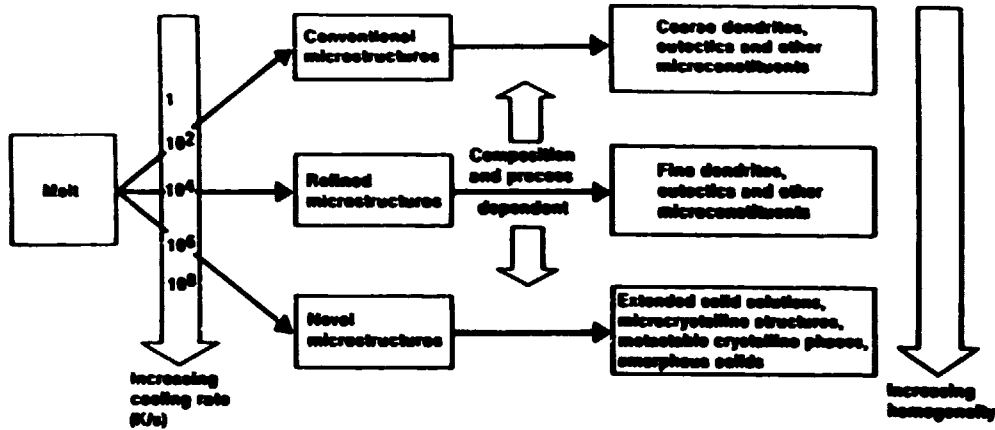 Melt
1
10²
10⁴
10⁶
10⁸
Increasing
cooling rate
(K/s)
Conventional
microstructures
Refined
microstructures
Novel
microstructures
Composition
and process
dependent
Coarse dendrites,
eutectics and other
microconstituents
Fine dendrites,
eutectics and other
microconstituents
Extended solid solutions,
microcrystalline structures,
metastable crystalline phases,
amorphous solids
Increasing
homogeneity